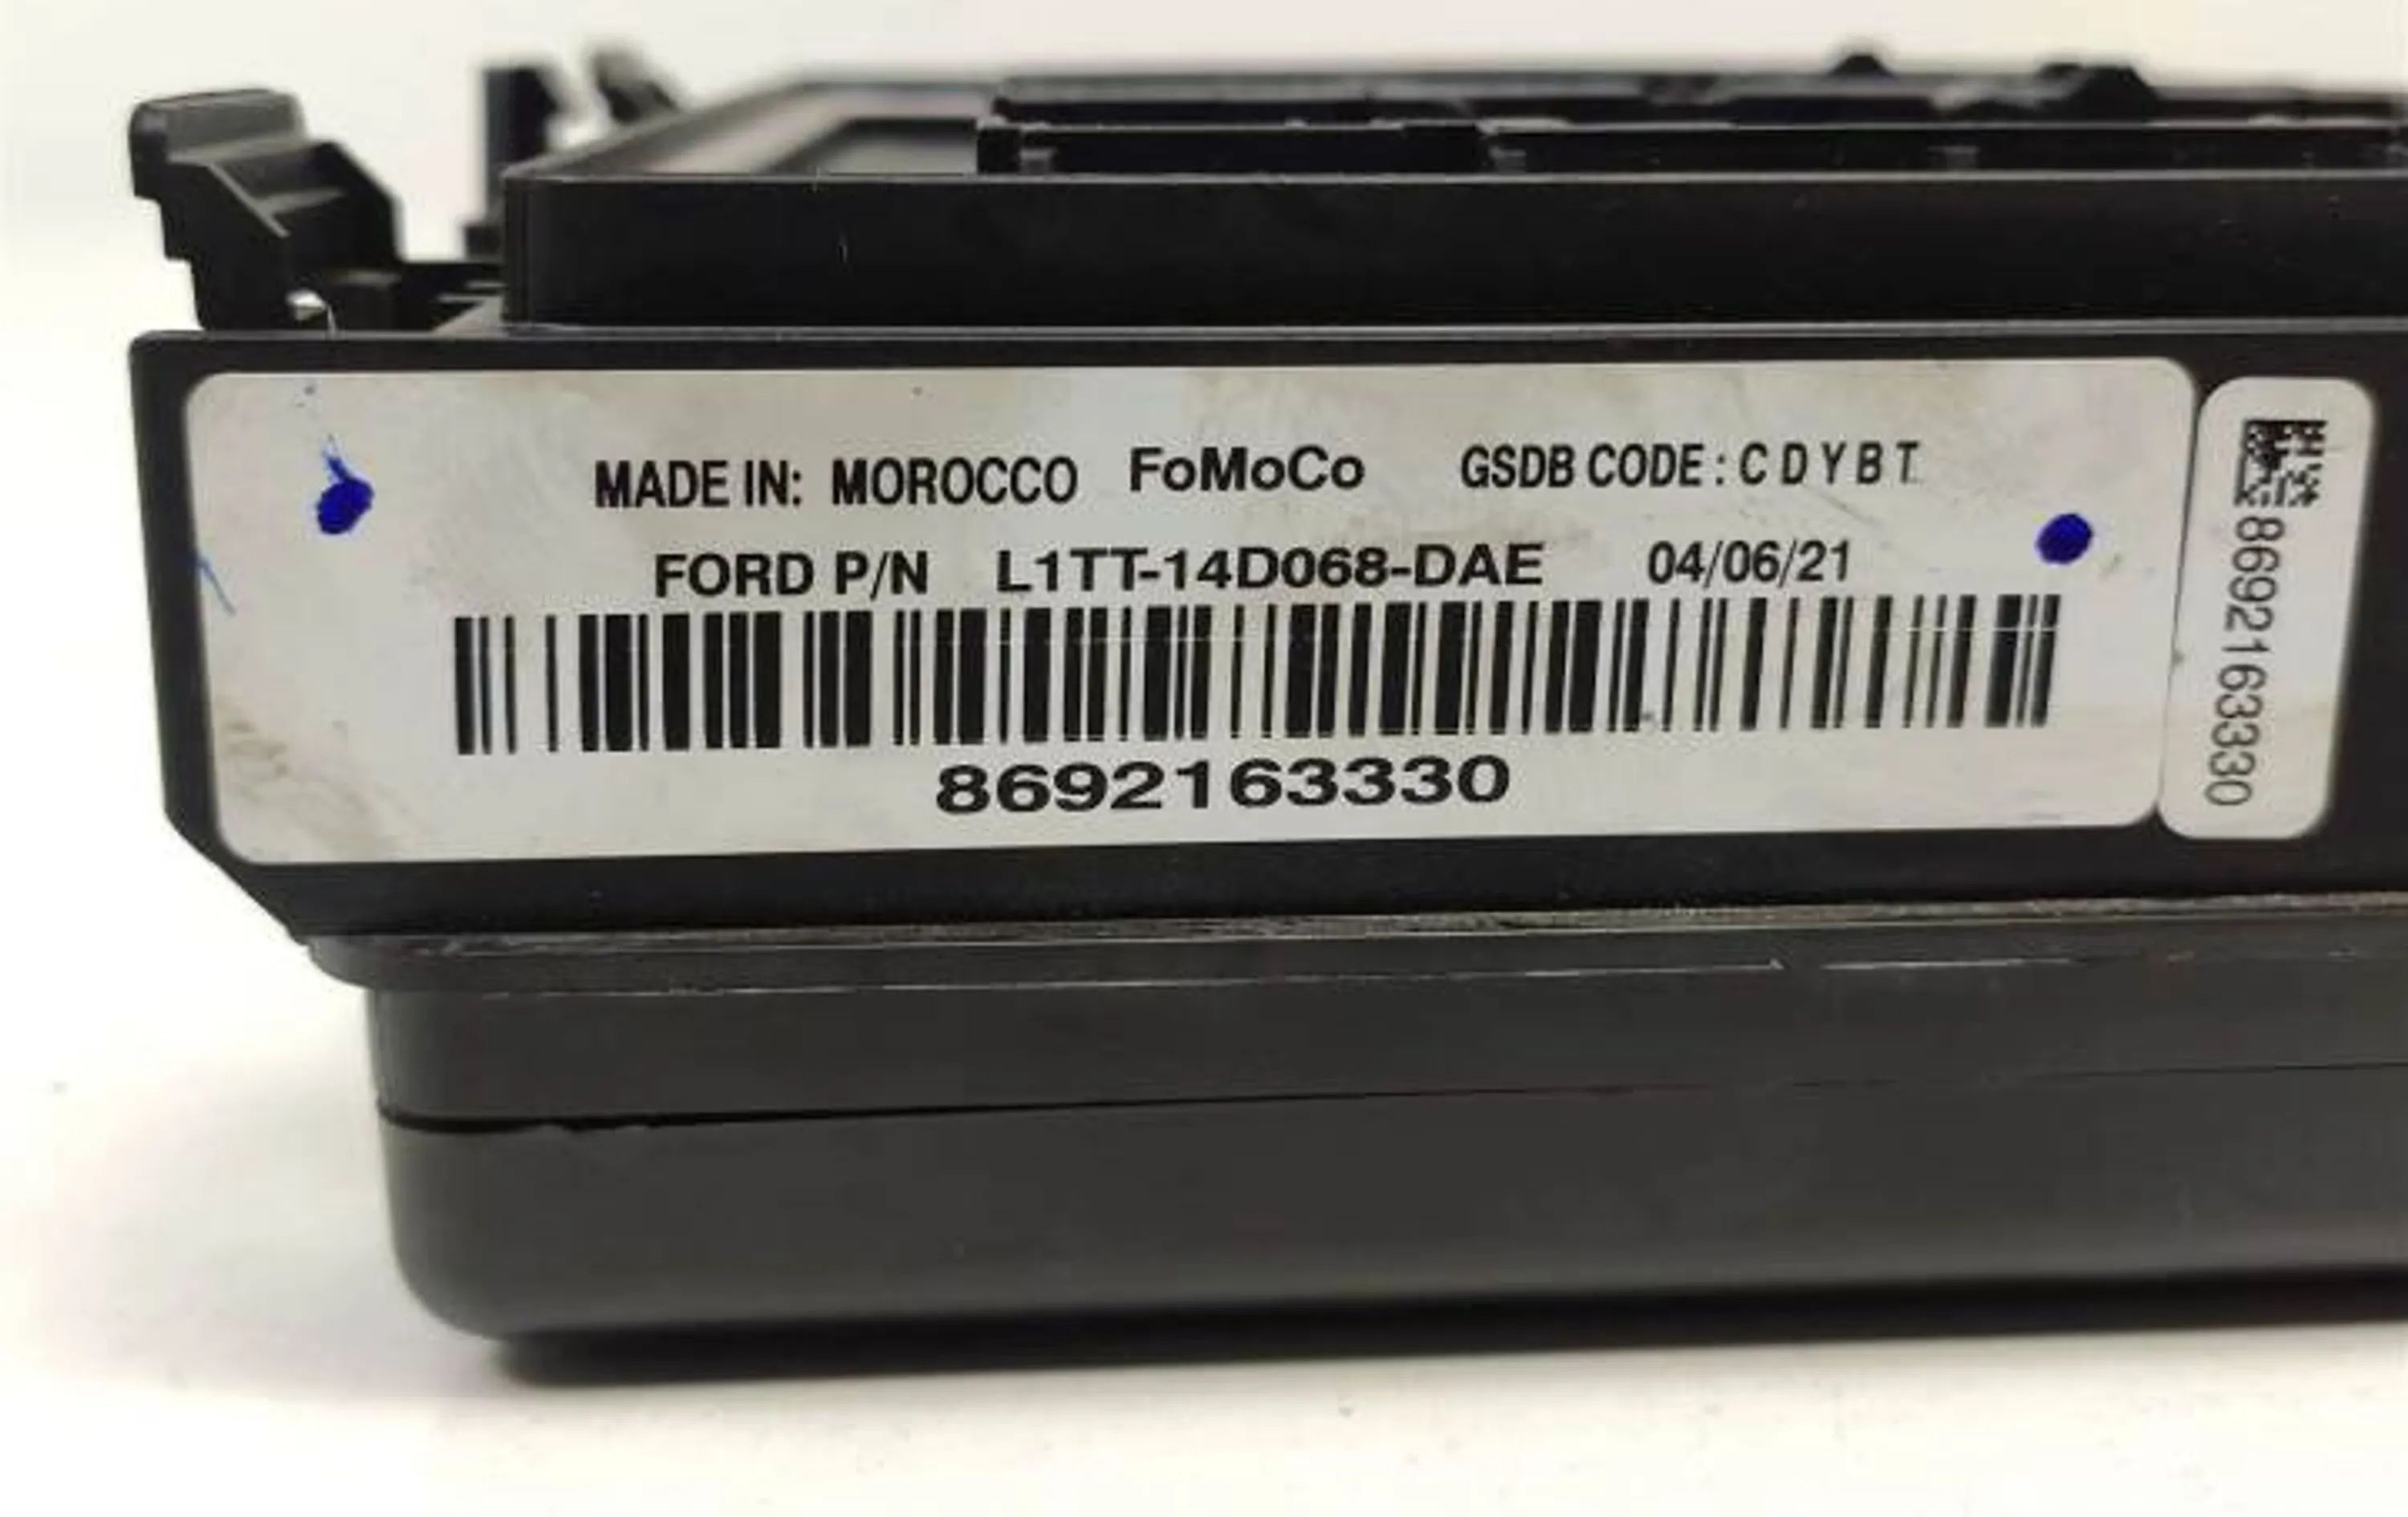 MADE IN: MOROCCO FoMoCo GSDB CODE: C D Y B T
FORD P/N L1TT-14D068-DAE 04/06/21
8692163330
8692163330